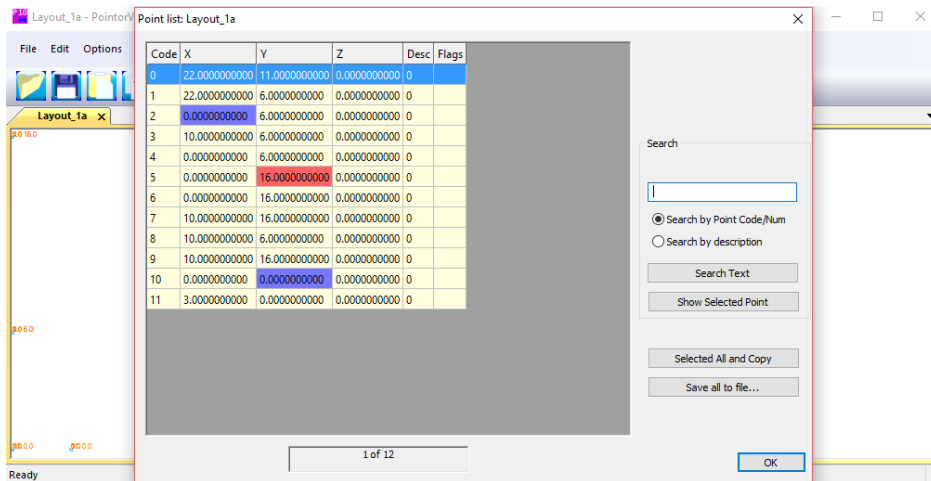 Layout_1a - PointorV
Point list: Layout_1a
File Edit Options
Layout_1a x
Code X Y Z Desc Flags
0 22.0000000000 11.0000000000 0.0000000000 0
1 22.0000000000 6.0000000000 0.0000000000 0
2 0.0000000000 6.0000000000 0.0000000000 0
3 10.0000000000 6.0000000000 0.0000000000 0
4 0.0000000000 6.0000000000 0.0000000000 0
5 0.0000000000 16.0000000000 0.0000000000 0
6 0.0000000000 16.0000000000 0.0000000000 0
7 10.0000000000 16.0000000000 0.0000000000 0
8 10.0000000000 6.0000000000 0.0000000000 0
9 10.0000000000 16.0000000000 0.0000000000 0
10 0.0000000000 0.0000000000 0.0000000000 0
11 3.0000000000 0.0000000000 0.0000000000 0
Search
Search by Point Code/Num
Search by description
Search Text
Show Selected Point
Selected All and Copy
Save all to file...
1 of 12
OK
Ready